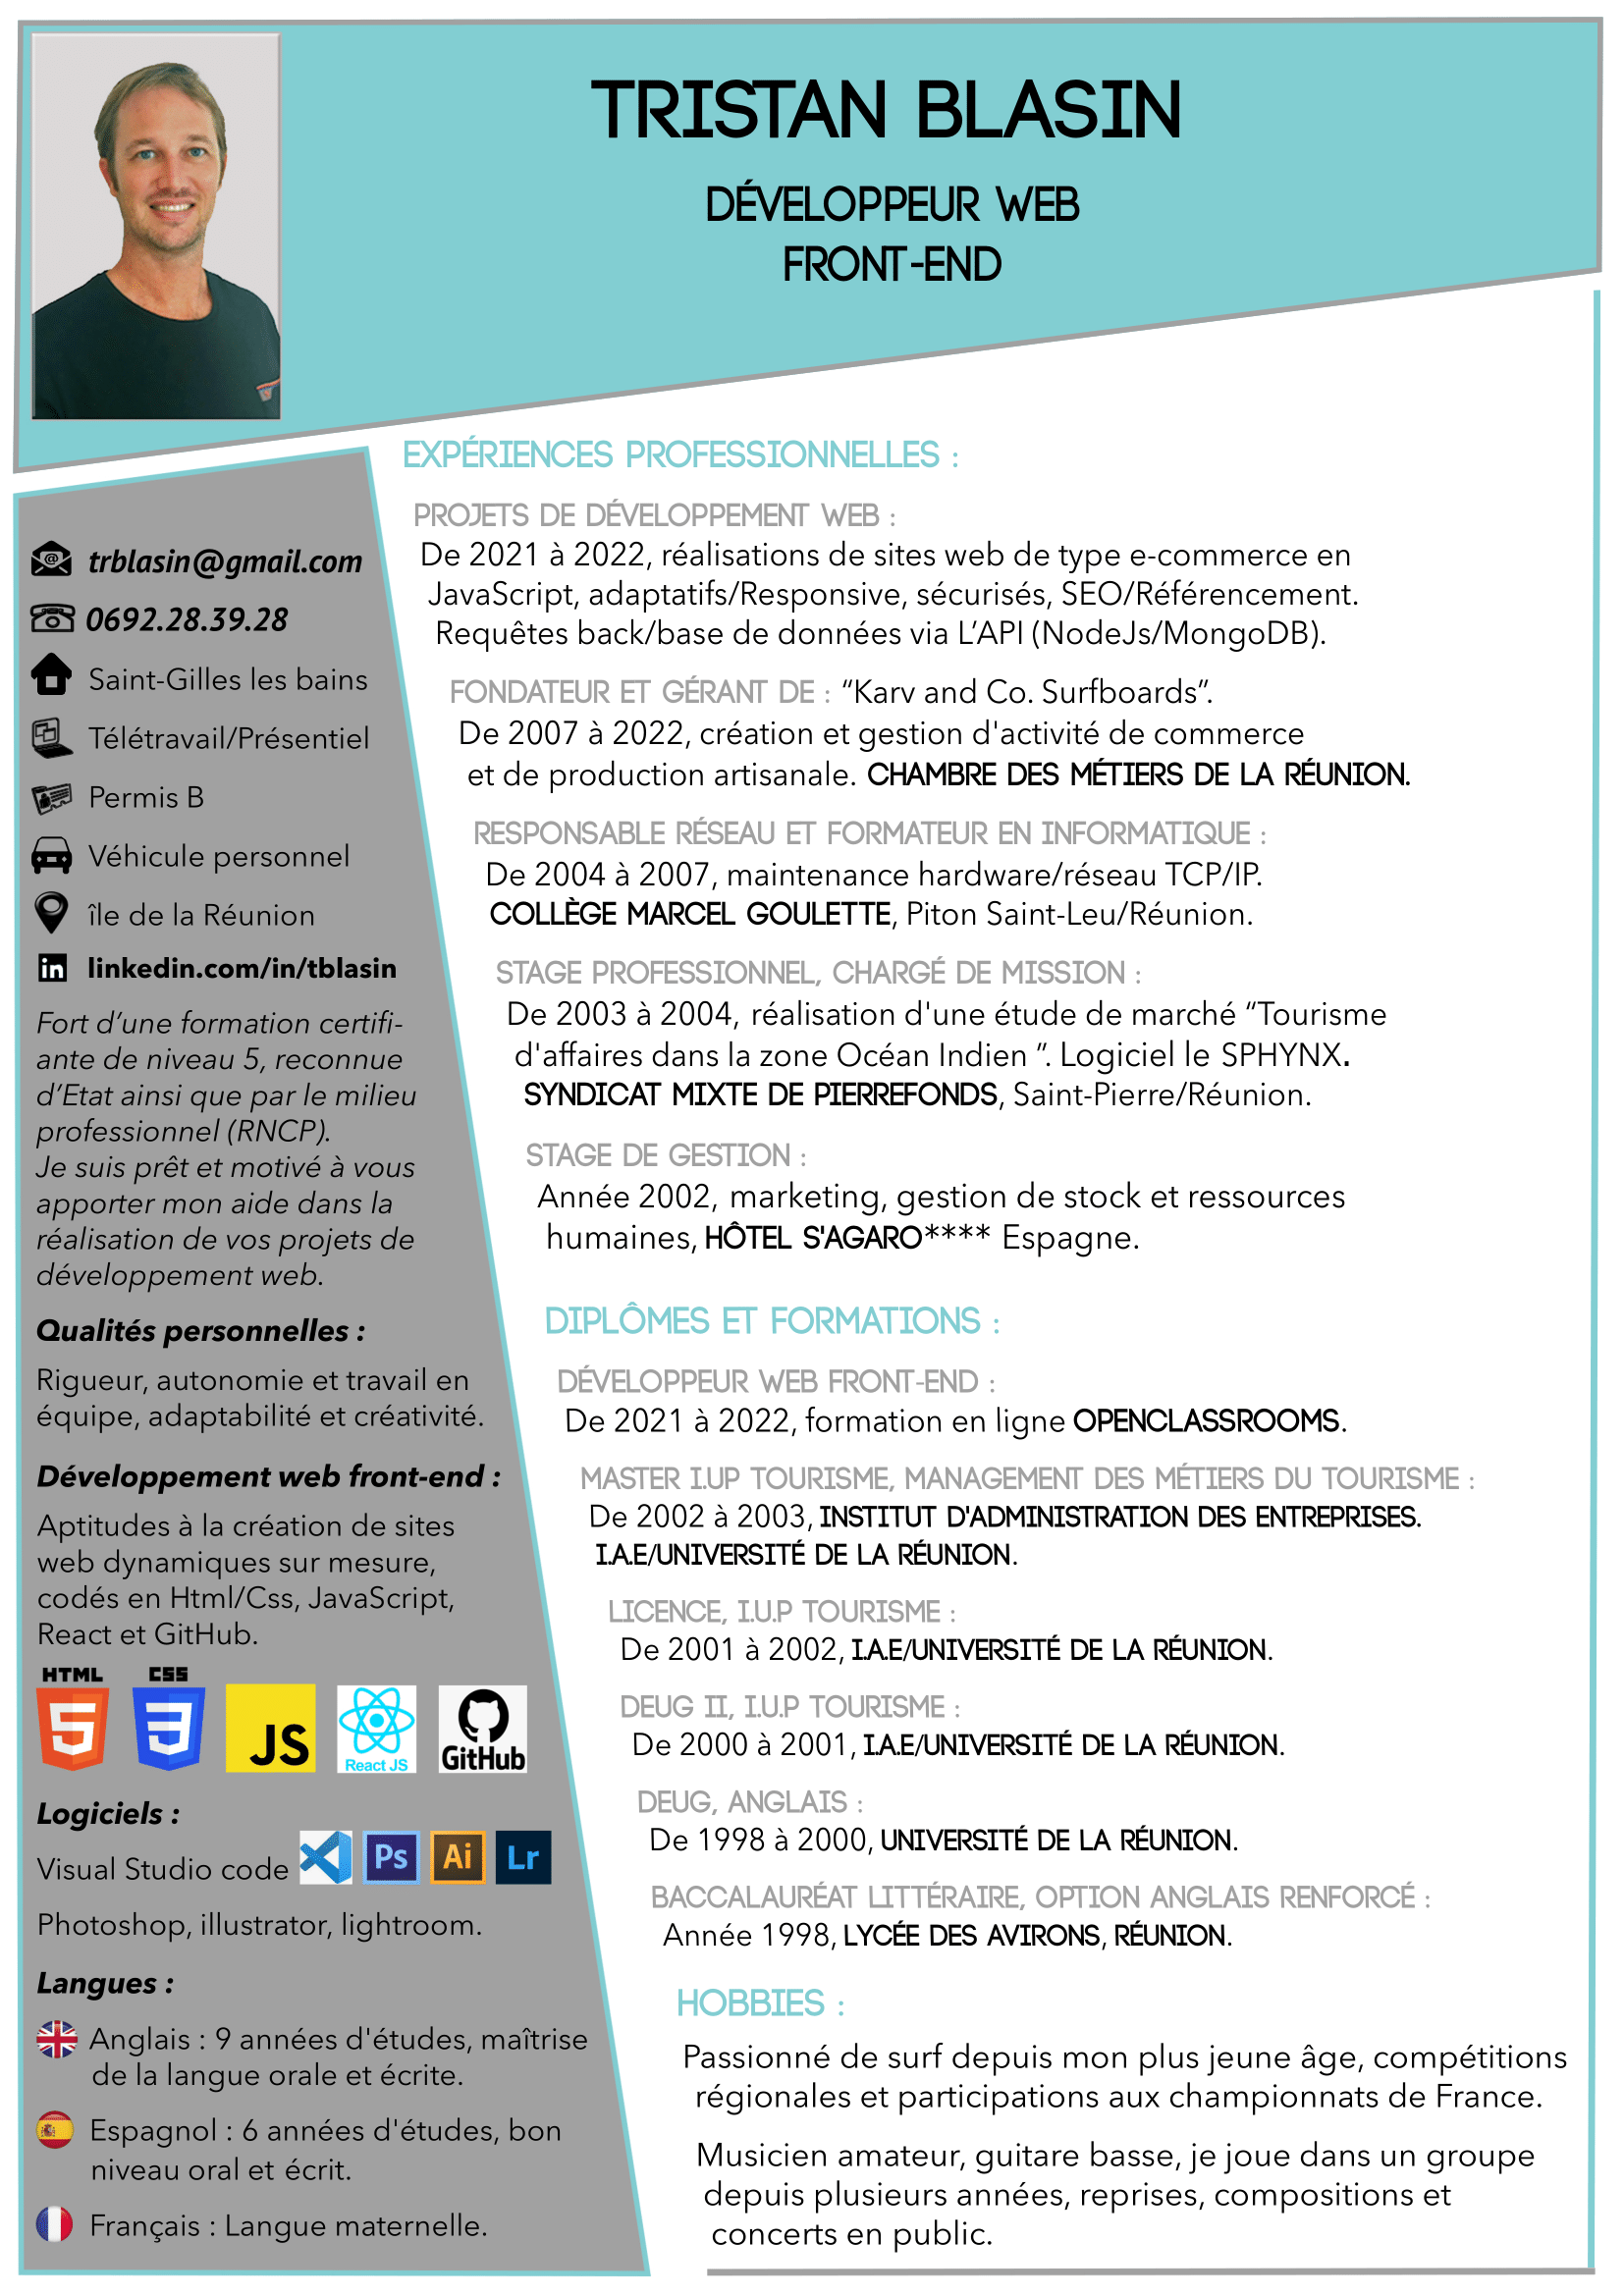 TRISTAN BLASIN
DÉVELOPPEUR WEB
FRONT-END
trblasin@gmail.com
0692.28.39.28
Saint-Gilles les bains
Télétravail/Présentiel
Permis B
Véhicule personnel
île de la Réunion
in linkedin.com/in/tblasin
Fort d’une formation certifi-
ante de niveau 5, reconnue
d’Etat ainsi que par le milieu
professionnel (RNCP).
Je suis prêt et motivé à vous
apporter mon aide dans la
réalisation de vos projets de
développement web.
Qualités personnelles :
Rigueur, autonomie et travail en
équipe, adaptabilité et créativité.
Développement web front-end :
Aptitudes à la création de sites
web dynamiques sur mesure,
codés en Html/Css, JavaScript,
React et GitHub.
HTML CSS
5 3 JS React JS GitHub
Logiciels :
Visual Studio code Ps Ai Lr
Photoshop, illustrator, lightroom.
Langues :
Anglais : 9 années d'études, maîtrise
de la langue orale et écrite.
Espagnol : 6 années d'études, bon
niveau oral et écrit.
Français : Langue maternelle.
EXPÉRIENCES PROFESSIONNELLES :
PROJETS DE DÉVELOPPEMENT WEB :
De 2021 à 2022, réalisations de sites web de type e-commerce en
JavaScript, adaptatifs/Responsive, sécurisés, SEO/Référencement.
Requêtes back/base de données via L’API (NodeJs/MongoDB).
FONDATEUR ET GÉRANT DE : “Karv and Co. Surfboards”.
De 2007 à 2022, création et gestion d'activité de commerce
et de production artisanale. CHAMBRE DES MÉTIERS DE LA RÉUNION.
RESPONSABLE RÉSEAU ET FORMATEUR EN INFORMATIQUE :
De 2004 à 2007, maintenance hardware/réseau TCP/IP.
COLLÈGE MARCEL GOULETTE, Piton Saint-Leu/Réunion.
STAGE PROFESSIONNEL, CHARGÉ DE MISSION :
De 2003 à 2004, réalisation d'une étude de marché “Tourisme
d'affaires dans la zone Océan Indien ”. Logiciel le SPHYNX.
SYNDICAT MIXTE DE PIERREFONDS, Saint-Pierre/Réunion.
STAGE DE GESTION :
Année 2002, marketing, gestion de stock et ressources
humaines, HÔTEL S'AGARO**** Espagne.
DIPLÔMES ET FORMATIONS :
DÉVELOPPEUR WEB FRONT-END :
De 2021 à 2022, formation en ligne OPENCLASSROOMS.
MASTER I.UP TOURISME, MANAGEMENT DES MÉTIERS DU TOURISME :
De 2002 à 2003, INSTITUT D'ADMINISTRATION DES ENTREPRISES.
I.A.E/UNIVERSITÉ DE LA RÉUNION.
LICENCE, I.U.P TOURISME :
De 2001 à 2002, I.A.E/UNIVERSITÉ DE LA RÉUNION.
DEUG II, I.U.P TOURISME :
De 2000 à 2001, I.A.E/UNIVERSITÉ DE LA RÉUNION.
DEUG, ANGLAIS :
De 1998 à 2000, UNIVERSITÉ DE LA RÉUNION.
BACCALAURÉAT LITTÉRAIRE, OPTION ANGLAIS RENFORCÉ :
Année 1998, LYCÉE DES AVIRONS, RÉUNION.
HOBBIES :
Passionné de surf depuis mon plus jeune âge, compétitions
régionales et participations aux championnats de France.
Musicien amateur, guitare basse, je joue dans un groupe
depuis plusieurs années, reprises, compositions et
concerts en public.